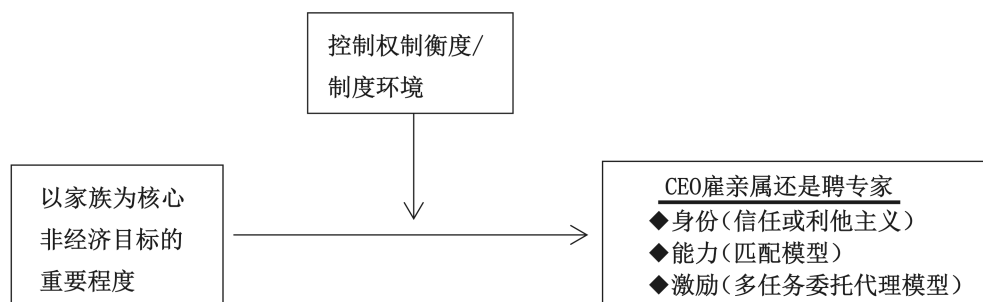 控制权制衡度/
制度环境
以家族为核心
非经济目标的
重要程度
CEO雇亲属还是聘专家
◆身份(信任或利他主义)
◆能力(匹配模型)
◆激励(多任务委托代理模型)